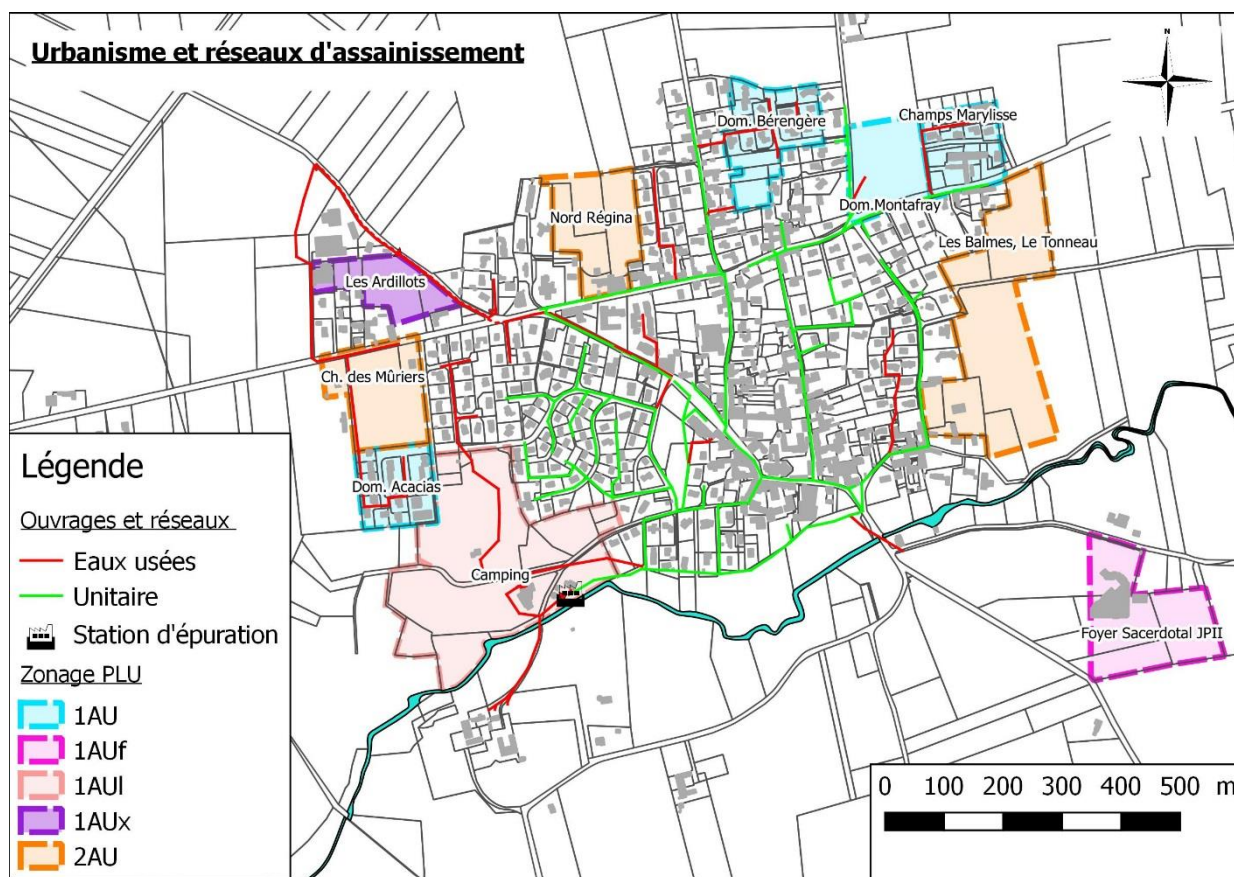 Urbanisme et réseaux d'assainissement
N
Dom. Bérengère
Champs Marylisse
Dom.Montafray
Nord Régina
Les Balmes, Le Tonneau
Les Ardillots
Ch. des Mûriers
Dom. Acacias
Camping
Foyer Sacerdotal JPII
Légende
Ouvrages et réseaux
Eaux usées
Unitaire
Station d'épuration
Zonage PLU
1AU
1AUf
1AUl
1AUx
2AU
0 100 200 300 400 500 m